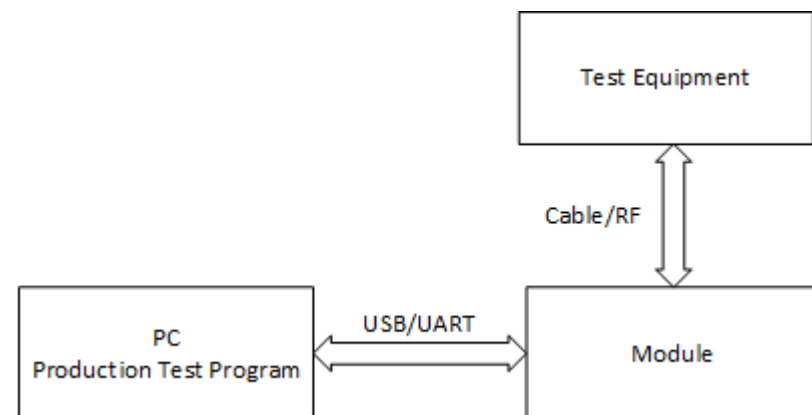 Test Equipment
Cable/RF
USB/UART
PC
Production Test Program
Module